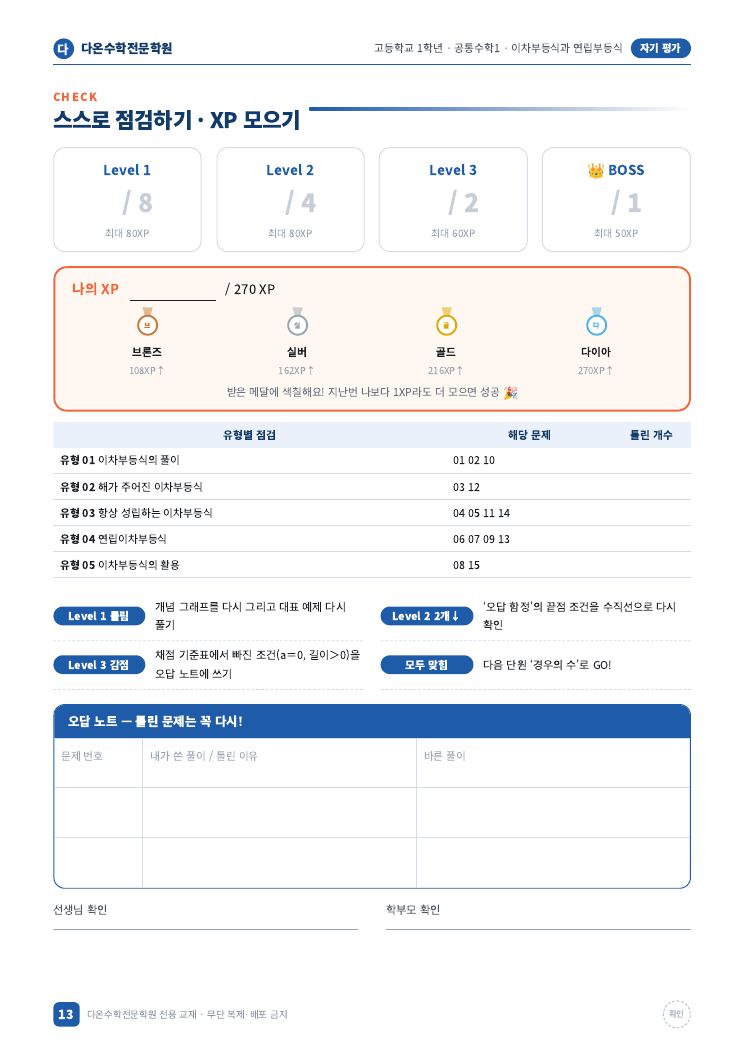 다 다온수학전문학원
고등학교 1학년 · 공통수학1 · 이차부등식과 연립부등식 자기 평가
CHECK
스스로 점검하기 · XP 모으기
Level 1
/ 8
최대 80XP
Level 2
/ 4
최대 80XP
Level 3
/ 2
최대 60XP
👑 BOSS
/ 1
최대 50XP
나의 XP / 270 XP
브 실 골 다
브론즈 실버 골드 다이아
108XP↑ 162XP↑ 216XP↑ 270XP↑
받은 메달에 색칠해요! 지난번 나보다 1XP라도 더 모으면 성공 🎉
유형별 점검 해당 문제 틀린 개수
유형 01 이차부등식의 풀이 01 02 10
유형 02 해가 주어진 이차부등식 03 12
유형 03 항상 성립하는 이차부등식 04 05 11 14
유형 04 연립이차부등식 06 07 09 13
유형 05 이차부등식의 활용 08 15
Level 1 틀림 개념 그래프를 다시 그리고 대표 예제 다시
풀기
Level 2 2개↓ ‘오답 함정’의 끝점 조건을 수직선으로 다시
확인
Level 3 감점 채점 기준표에서 빠진 조건(a=0, 길이>0)을
오답 노트에 쓰기
모두 맞힘 다음 단원 ‘경우의 수’로 GO!
오답 노트 — 틀린 문제는 꼭 다시!
문제 번호 내가 쓴 풀이 / 틀린 이유 바른 풀이
선생님 확인 학부모 확인
13 다온수학전문학원 전용 교재 · 무단 복제·배포 금지 확인